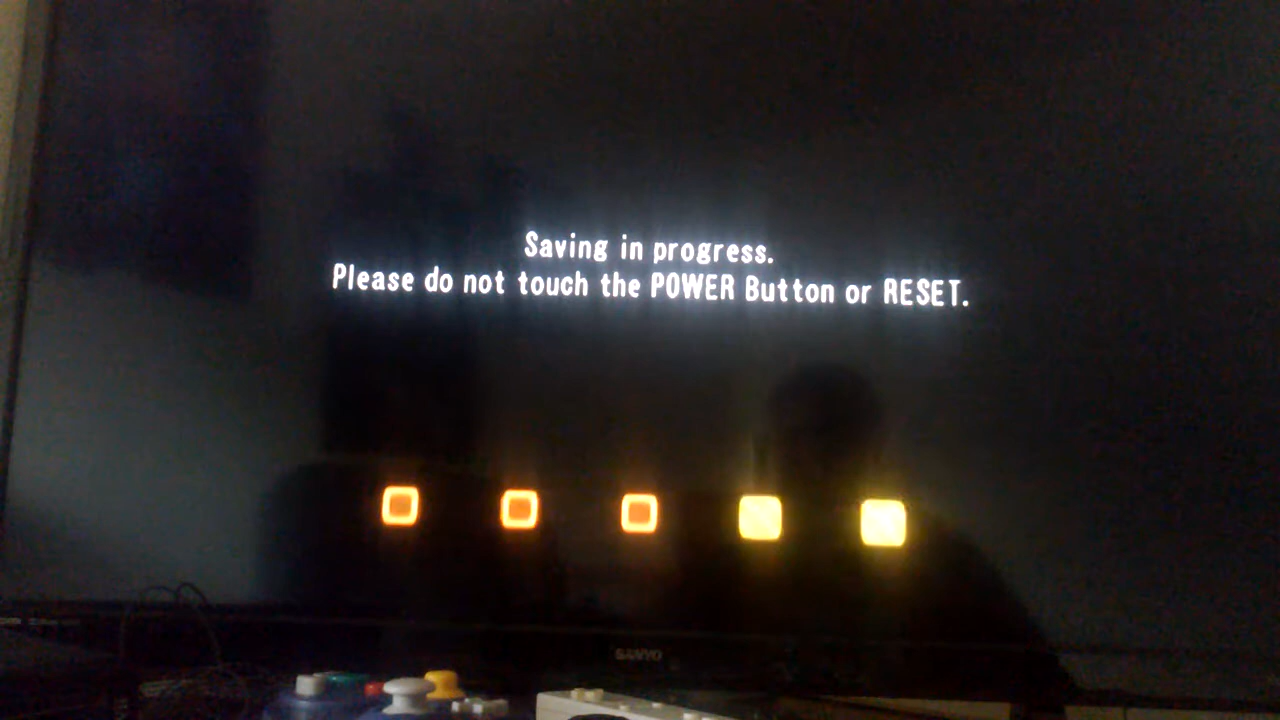 Saving in progress.
Please do not touch the POWER Button or RESET.
SANYO